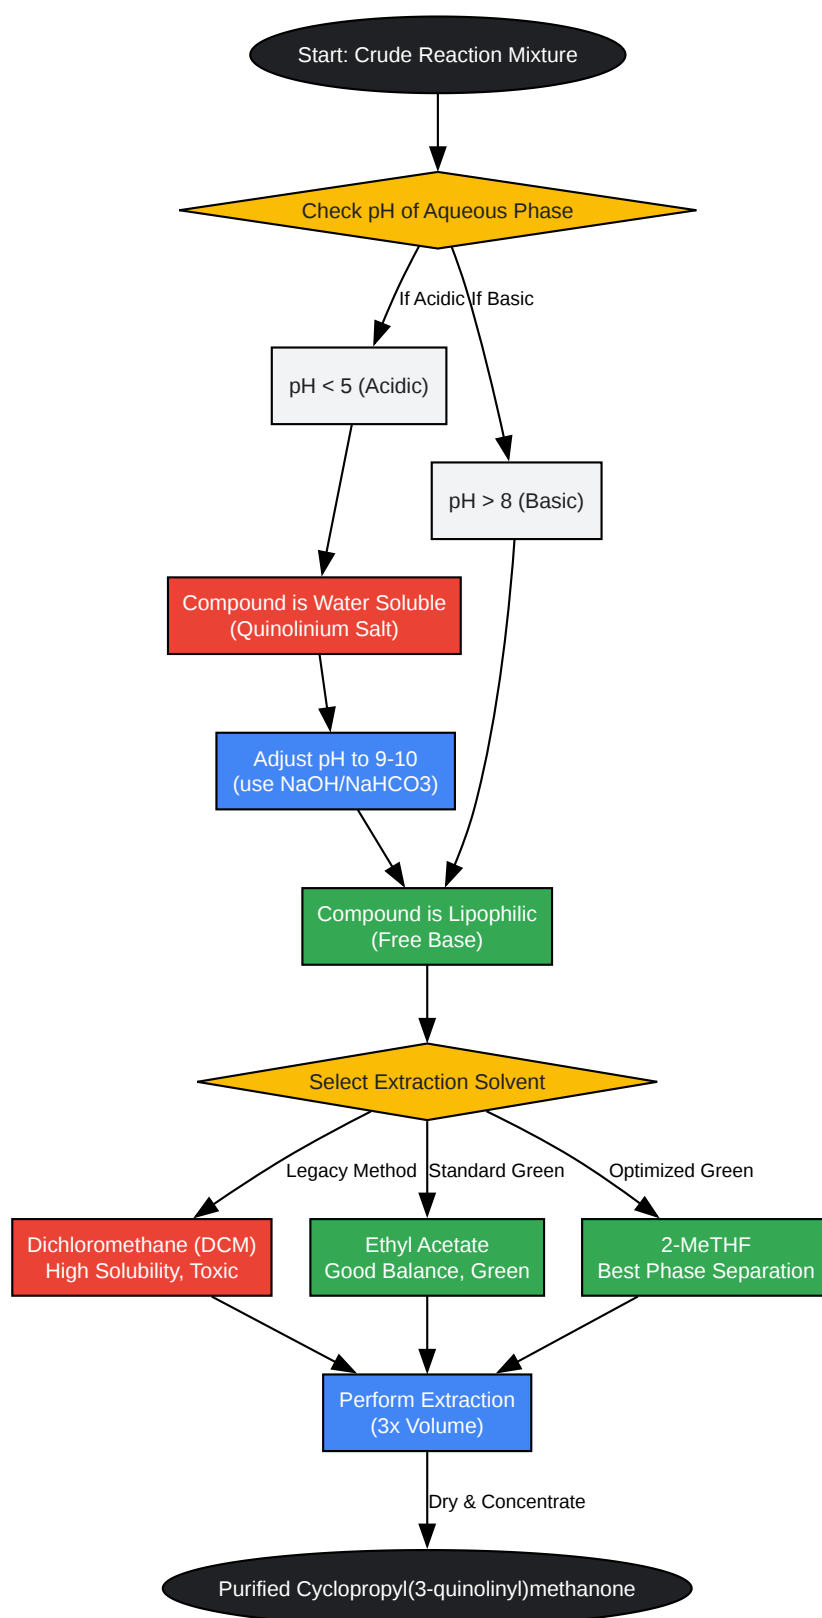 Start: Crude Reaction Mixture
Check pH of Aqueous Phase
If Acidic
If Basic
pH < 5 (Acidic)
pH > 8 (Basic)
Compound is Water Soluble
(Quinolinium Salt)
Adjust pH to 9-10
(use NaOH/NaHCO3)
Compound is Lipophilic
(Free Base)
Select Extraction Solvent
Legacy Method
Standard Green
Optimized Green
Dichloromethane (DCM)
High Solubility, Toxic
Ethyl Acetate
Good Balance, Green
2-MeTHF
Best Phase Separation
Perform Extraction
(3x Volume)
Dry & Concentrate
Purified Cyclopropyl(3-quinolinyl)methanone